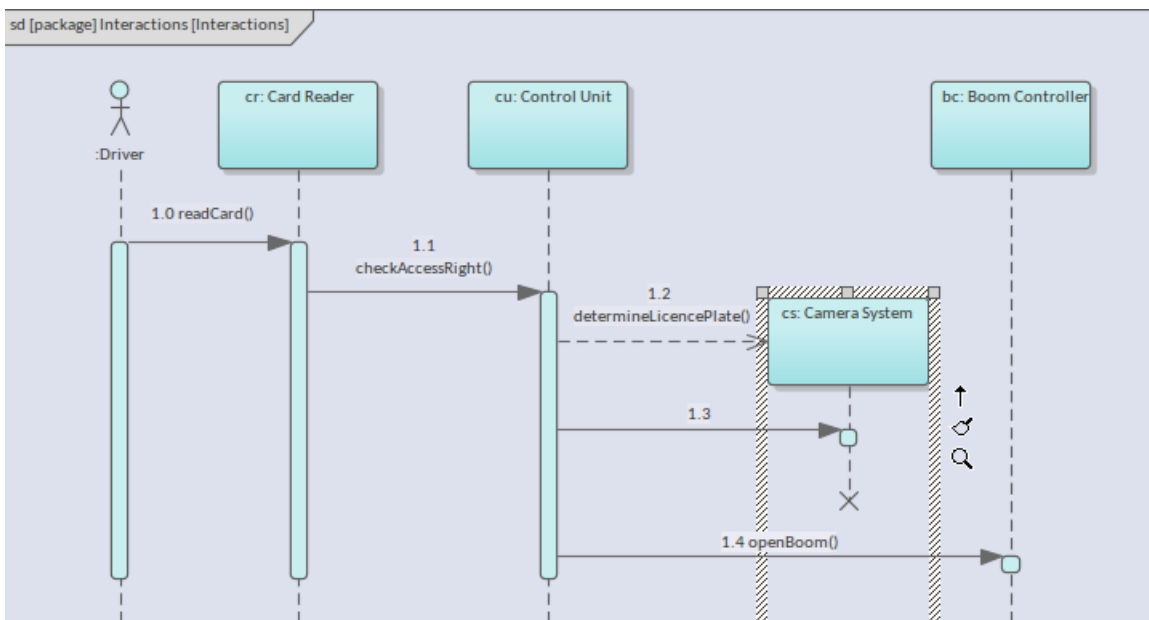 sd [package] Interactions [Interactions]
cr: Card Reader
cu: Control Unit
bc: Boom Controller
:Driver
1.0 readCard()
1.1
checkAccessRight()
1.2
determineLicencePlate()
cs: Camera System
1.3
1.4 openBoom()